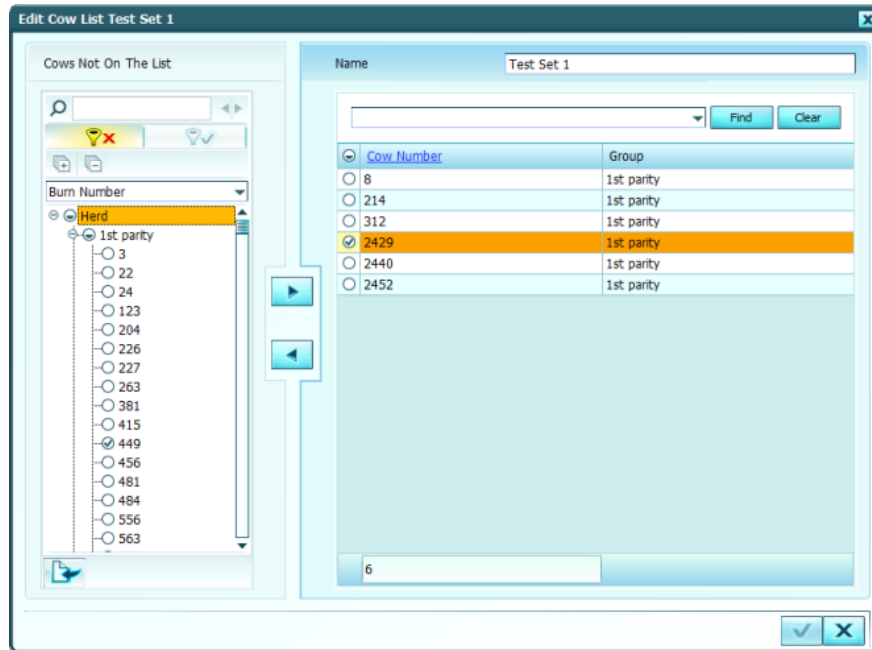 Edit Cow List Test Set 1
Cows Not On The List
Burn Number
Herd
1st parity
3
22
24
123
204
226
227
263
381
415
449
456
481
484
556
563
Name Test Set 1
Find Clear
Cow Number Group
8 1st parity
214 1st parity
312 1st parity
2429 1st parity
2440 1st parity
2452 1st parity
6